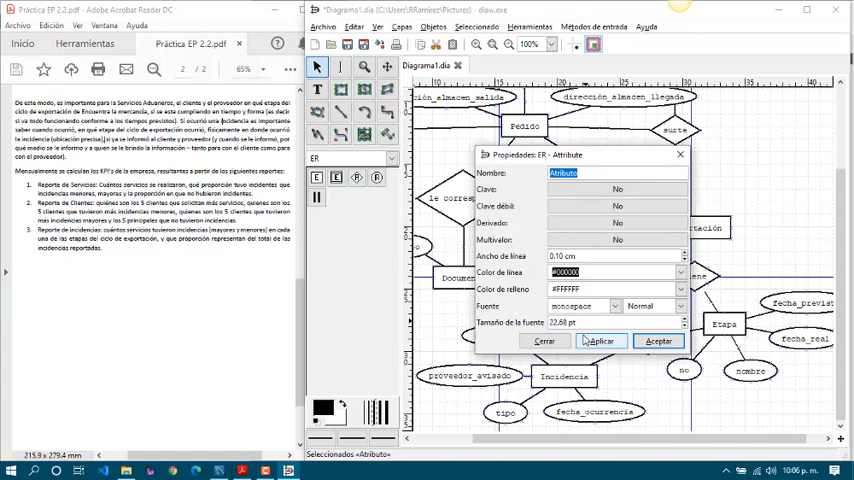 Práctica EP 2.2.pdf - Adobe Acrobat Reader DC
Archivo Edición Ver Ventana Ayuda
Inicio Herramientas Práctica EP 2.2.pdf
2 / 2 65%
De este modo, es importante para la Servicios Aduaneros, el cliente y el proveedor en qué etapa del
ciclo de exportación de Encuentra la mercancía, si se esta cumpliendo en tiempo y forma (es decir
si va todo funcionando conforme a los tiempos previstos). Si ocurrió una incidencia es importante
saber cuando ocurrió, en qué etapa del ciclo de exportación ocurrió, físicamente en donde ocurrió
la incidencia (ubicación precisa) si y se informó al cliente y proveedor (y cuando se le informó, por
qué medio se le informo y a quien se le brindo la información – tanto para con el cliente como para
con el proveedor).
Mensualmente se calculan los KPI's de la empresa, resultantes a partir de los siguientes reportes:
1. Reporte de Servicios: Cuántos servicios se realizaron, qué proporción tuvo incidentes que
incidencias menores, mayores y la proporción en que no hubieron incidentes.
2. Reporte de Clientes: quiénes son los 5 clientes que solicitan más servicios, quienes son los
5 clientes que tuvieron más incidencias menores, quienes son los 5 clientes que tuvieron
más incidencias mayores y los 5 principales que no tuvieron incidencias.
3. Reporte de incidencias: cuántos servicios tuvieron incidencias (mayores y menores) en cada
una de las etapas del ciclo de exportación, y que proporción representan del total de las
incidencias reportadas.
215.9 x 279.4 mm
*Diagrama1.dia (C:\Users\RRamirez\Pictures) - diaw.exe
Archivo Editar Ver Capas Objetos Seleccionado Herramientas Métodos de entrada Ayuda
100%
Diagrama1.dia
10 15 20 25 30 35 40
T
ER
E E R A
ción_almacen_salida
dirección_almacen_llegada
Pedido
surte
le corresp
rtación
o
Documen
ene
fecha_previst
Etapa
fecha_real
proveedor_avisado
Incidencia
no
nombre
tipo
fecha_ocurrencia
Propiedades: ER - Attribute
Nombre: Atributo
Clave: No
Clave débil: No
Derivado: No
Multivalor: No
Ancho de línea 0.10 cm
Color de línea #000000
Color de relleno #FFFFFF
Fuente monospace Normal
Tamaño de la fuente 22.68 pt
Cerrar Aplicar Aceptar
Seleccionados «Atributo»
10:06 p. m.